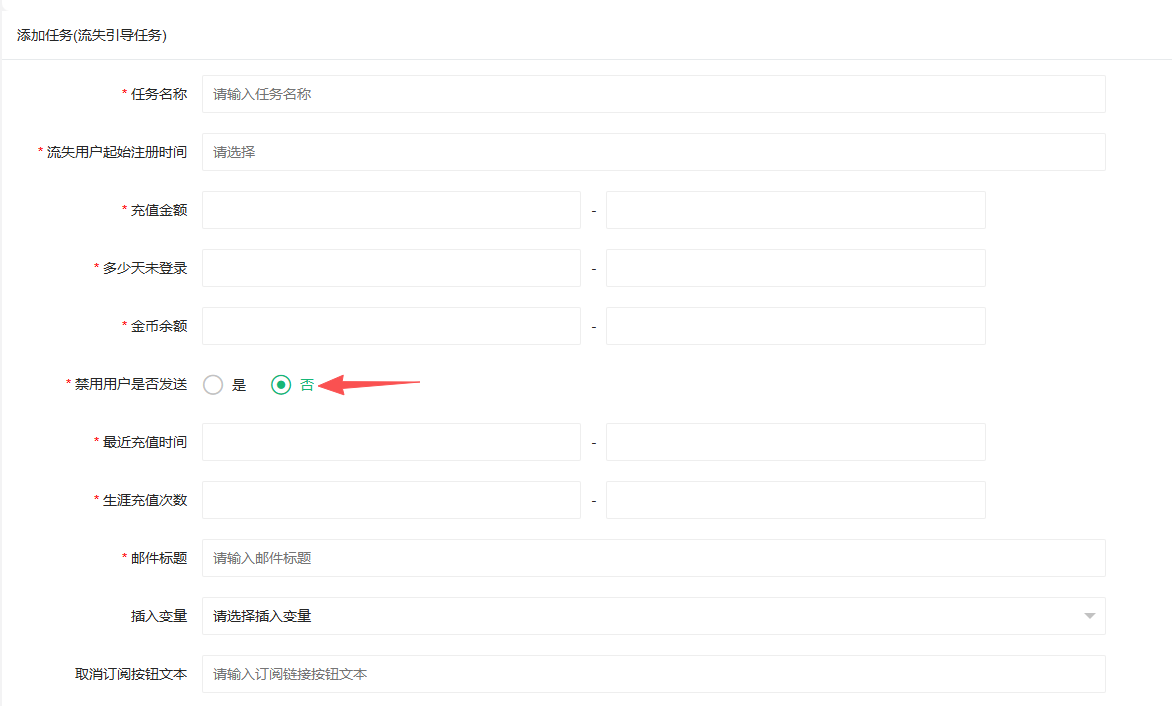 添加任务(流失引导任务)
* 任务名称 请输入任务名称
* 流失用户起始注册时间 请选择
* 充值金额 -
* 多少天未登录 -
* 金币余额 -
* 禁用用户是否发送 是 否
* 最近充值时间 -
* 生涯充值次数 -
* 邮件标题 请输入邮件标题
插入变量 请选择插入变量
取消订阅按钮文本 请输入订阅链接按钮文本